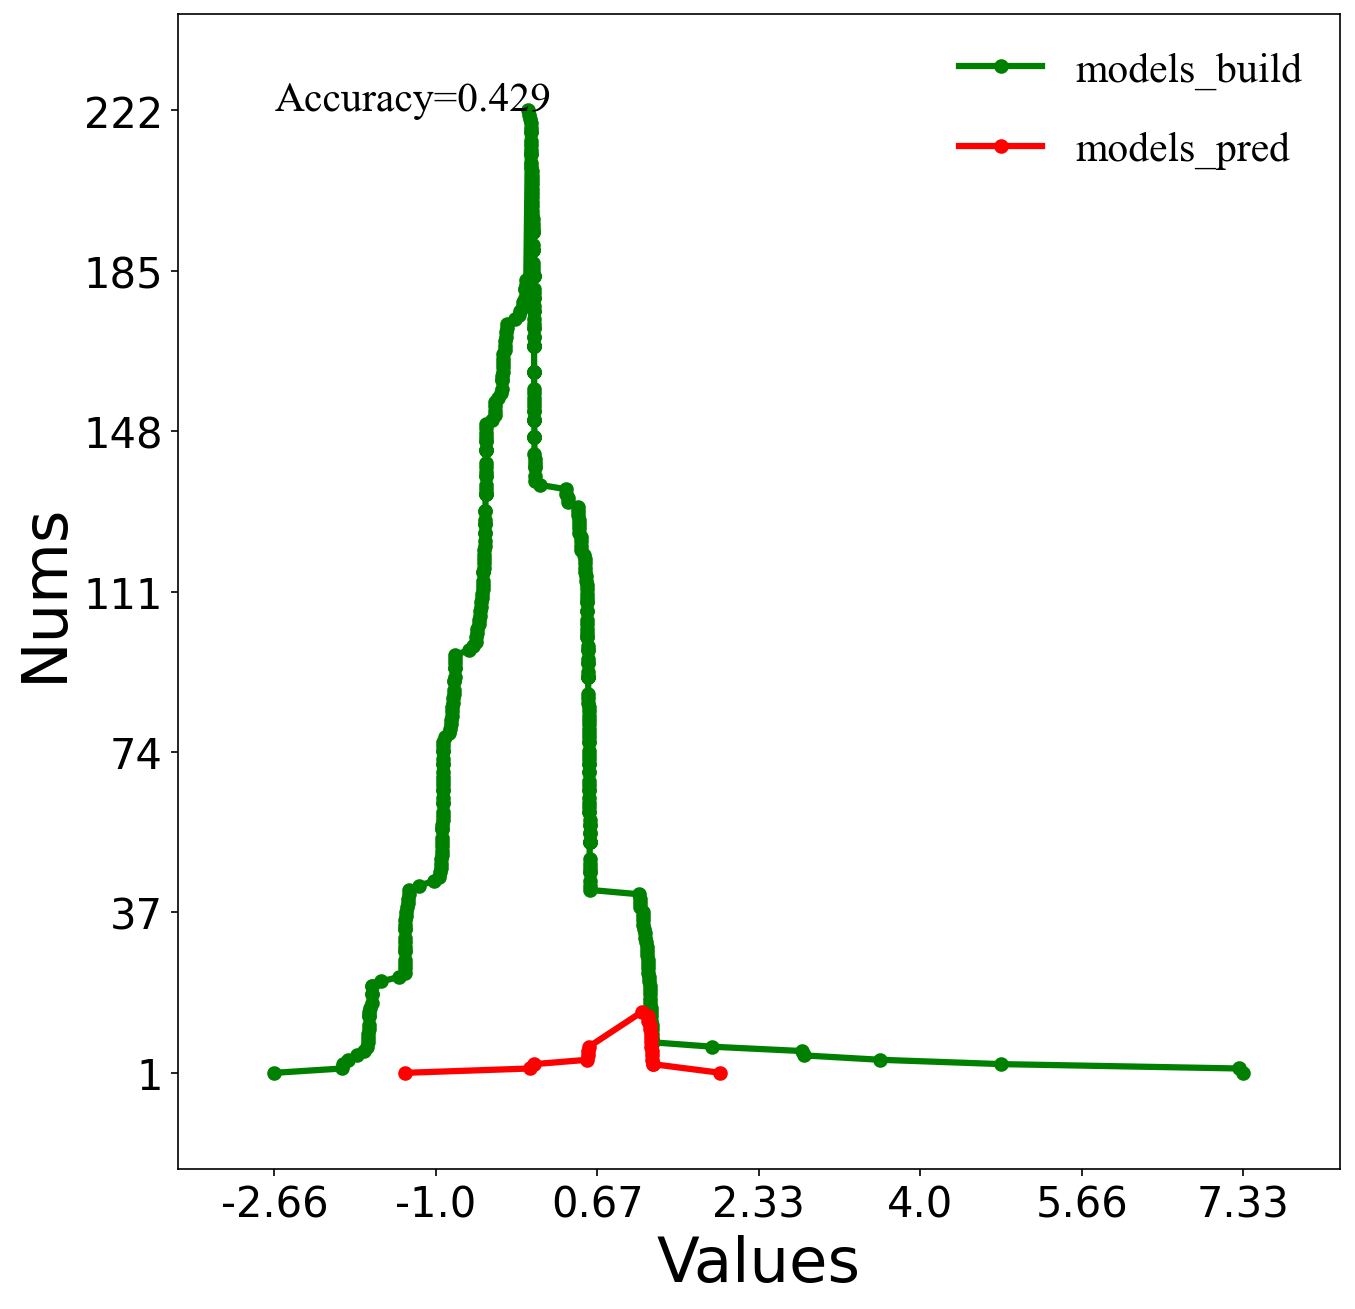 Accuracy=0.429
models_build
models_pred
222
185
148
111
74
37
1
Nums
-2.66 -1.0 0.67 2.33 4.0 5.66 7.33
Values